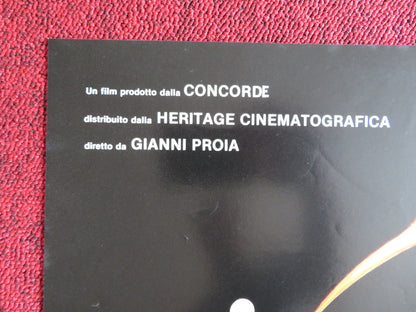 Un film prodotto dalla CONCORDE
distribuito dalla HERITAGE CINEMATOGRAFICA
diretto da GIANNI PROIA